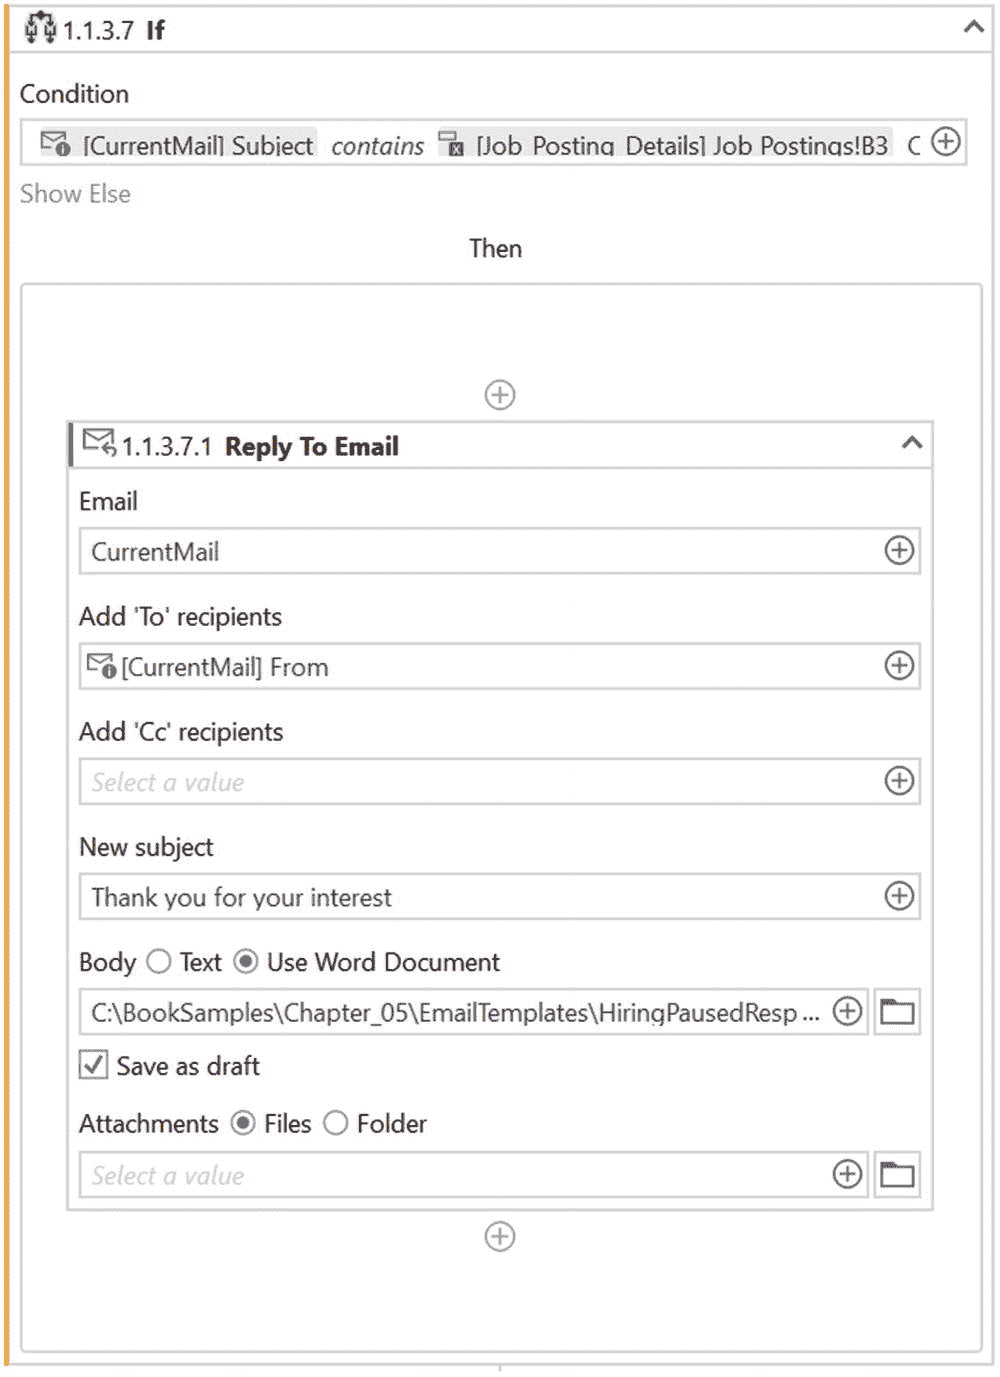 1.1.3.7 If
Condition
[CurrentMail] Subject contains [Job Posting Details] Job Postings!B3
Show Else
Then
1.1.3.7.1 Reply To Email
Email
CurrentMail
Add 'To' recipients
[CurrentMail] From
Add 'Cc' recipients
Select a value
New subject
Thank you for your interest
Body Text Use Word Document
C:\BookSamples\Chapter_05\EmailTemplates\HiringPausedResp ...
Save as draft
Attachments Files Folder
Select a value